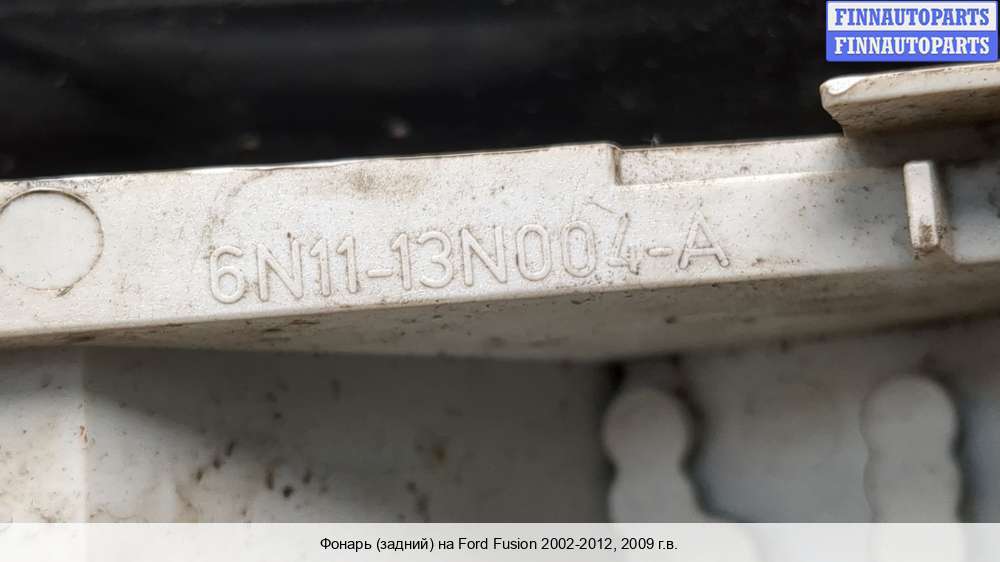 FINNAUTOPARTS
FINNAUTOPARTS
6N11-13N004-A
Фонарь (задний) на Ford Fusion 2002-2012, 2009 г.в.